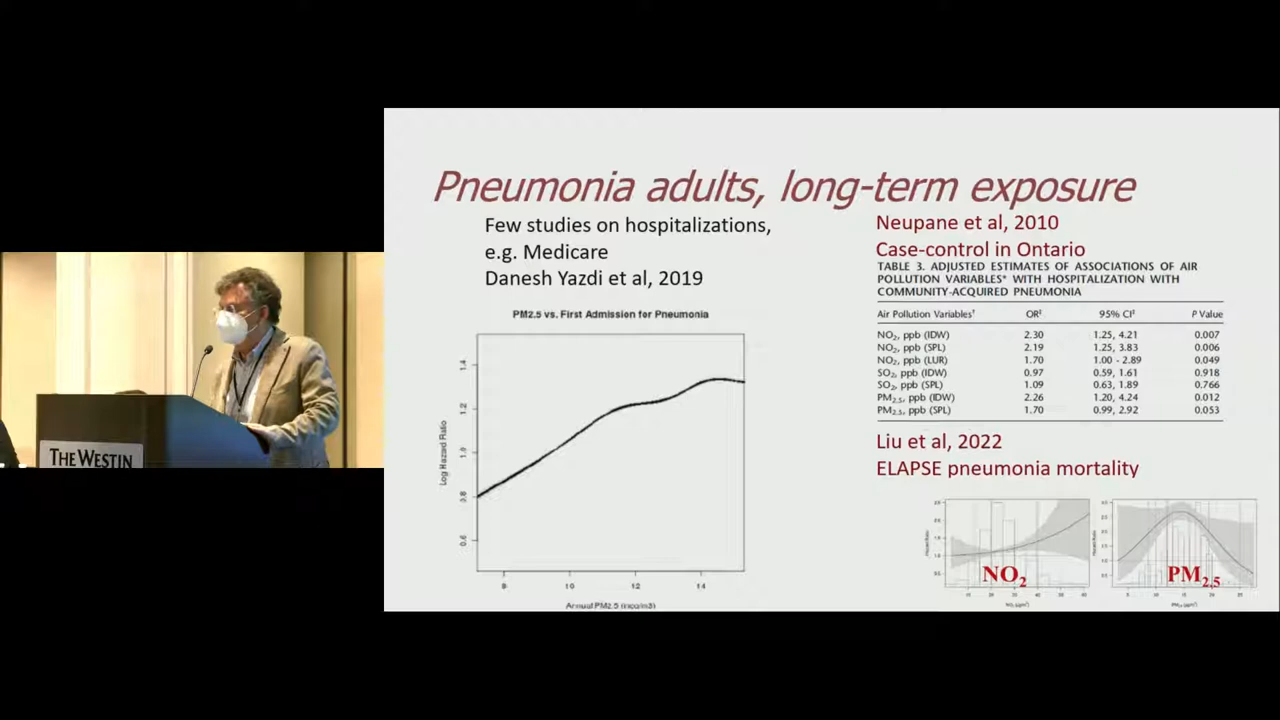 Pneumonia adults, long-term exposure
Few studies on hospitalizations,
e.g. Medicare
Danesh Yazdi et al, 2019
PM2.5 vs. First Admission for Pneumonia
Log Hazard Ratio
1.4
1.2
1.0
0.8
0.6
8 10 12 14
Annual PM2.5 (mcg/m3)
Neupane et al, 2010
Case-control in Ontario
TABLE 3. ADJUSTED ESTIMATES OF ASSOCIATIONS OF AIR
POLLUTION VARIABLES* WITH HOSPITALIZATION WITH
COMMUNITY-ACQUIRED PNEUMONIA
Air Pollution Variables† OR‡ 95% CI‡ P Value
NO₂, ppb (IDW) 2.30 1.25, 4.21 0.007
NO₂, ppb (SPL) 2.19 1.25, 3.83 0.006
NO₂, ppb (LUR) 1.70 1.00 - 2.89 0.049
SO₂, ppb (IDW) 0.97 0.59, 1.61 0.918
SO₂, ppb (SPL) 1.09 0.63, 1.89 0.766
PM₂.₅, ppb (IDW) 2.26 1.20, 4.24 0.012
PM₂.₅, ppb (SPL) 1.70 0.99, 2.92 0.053
Liu et al, 2022
ELAPSE pneumonia mortality
NO₂
PM₂.₅
THE WESTIN